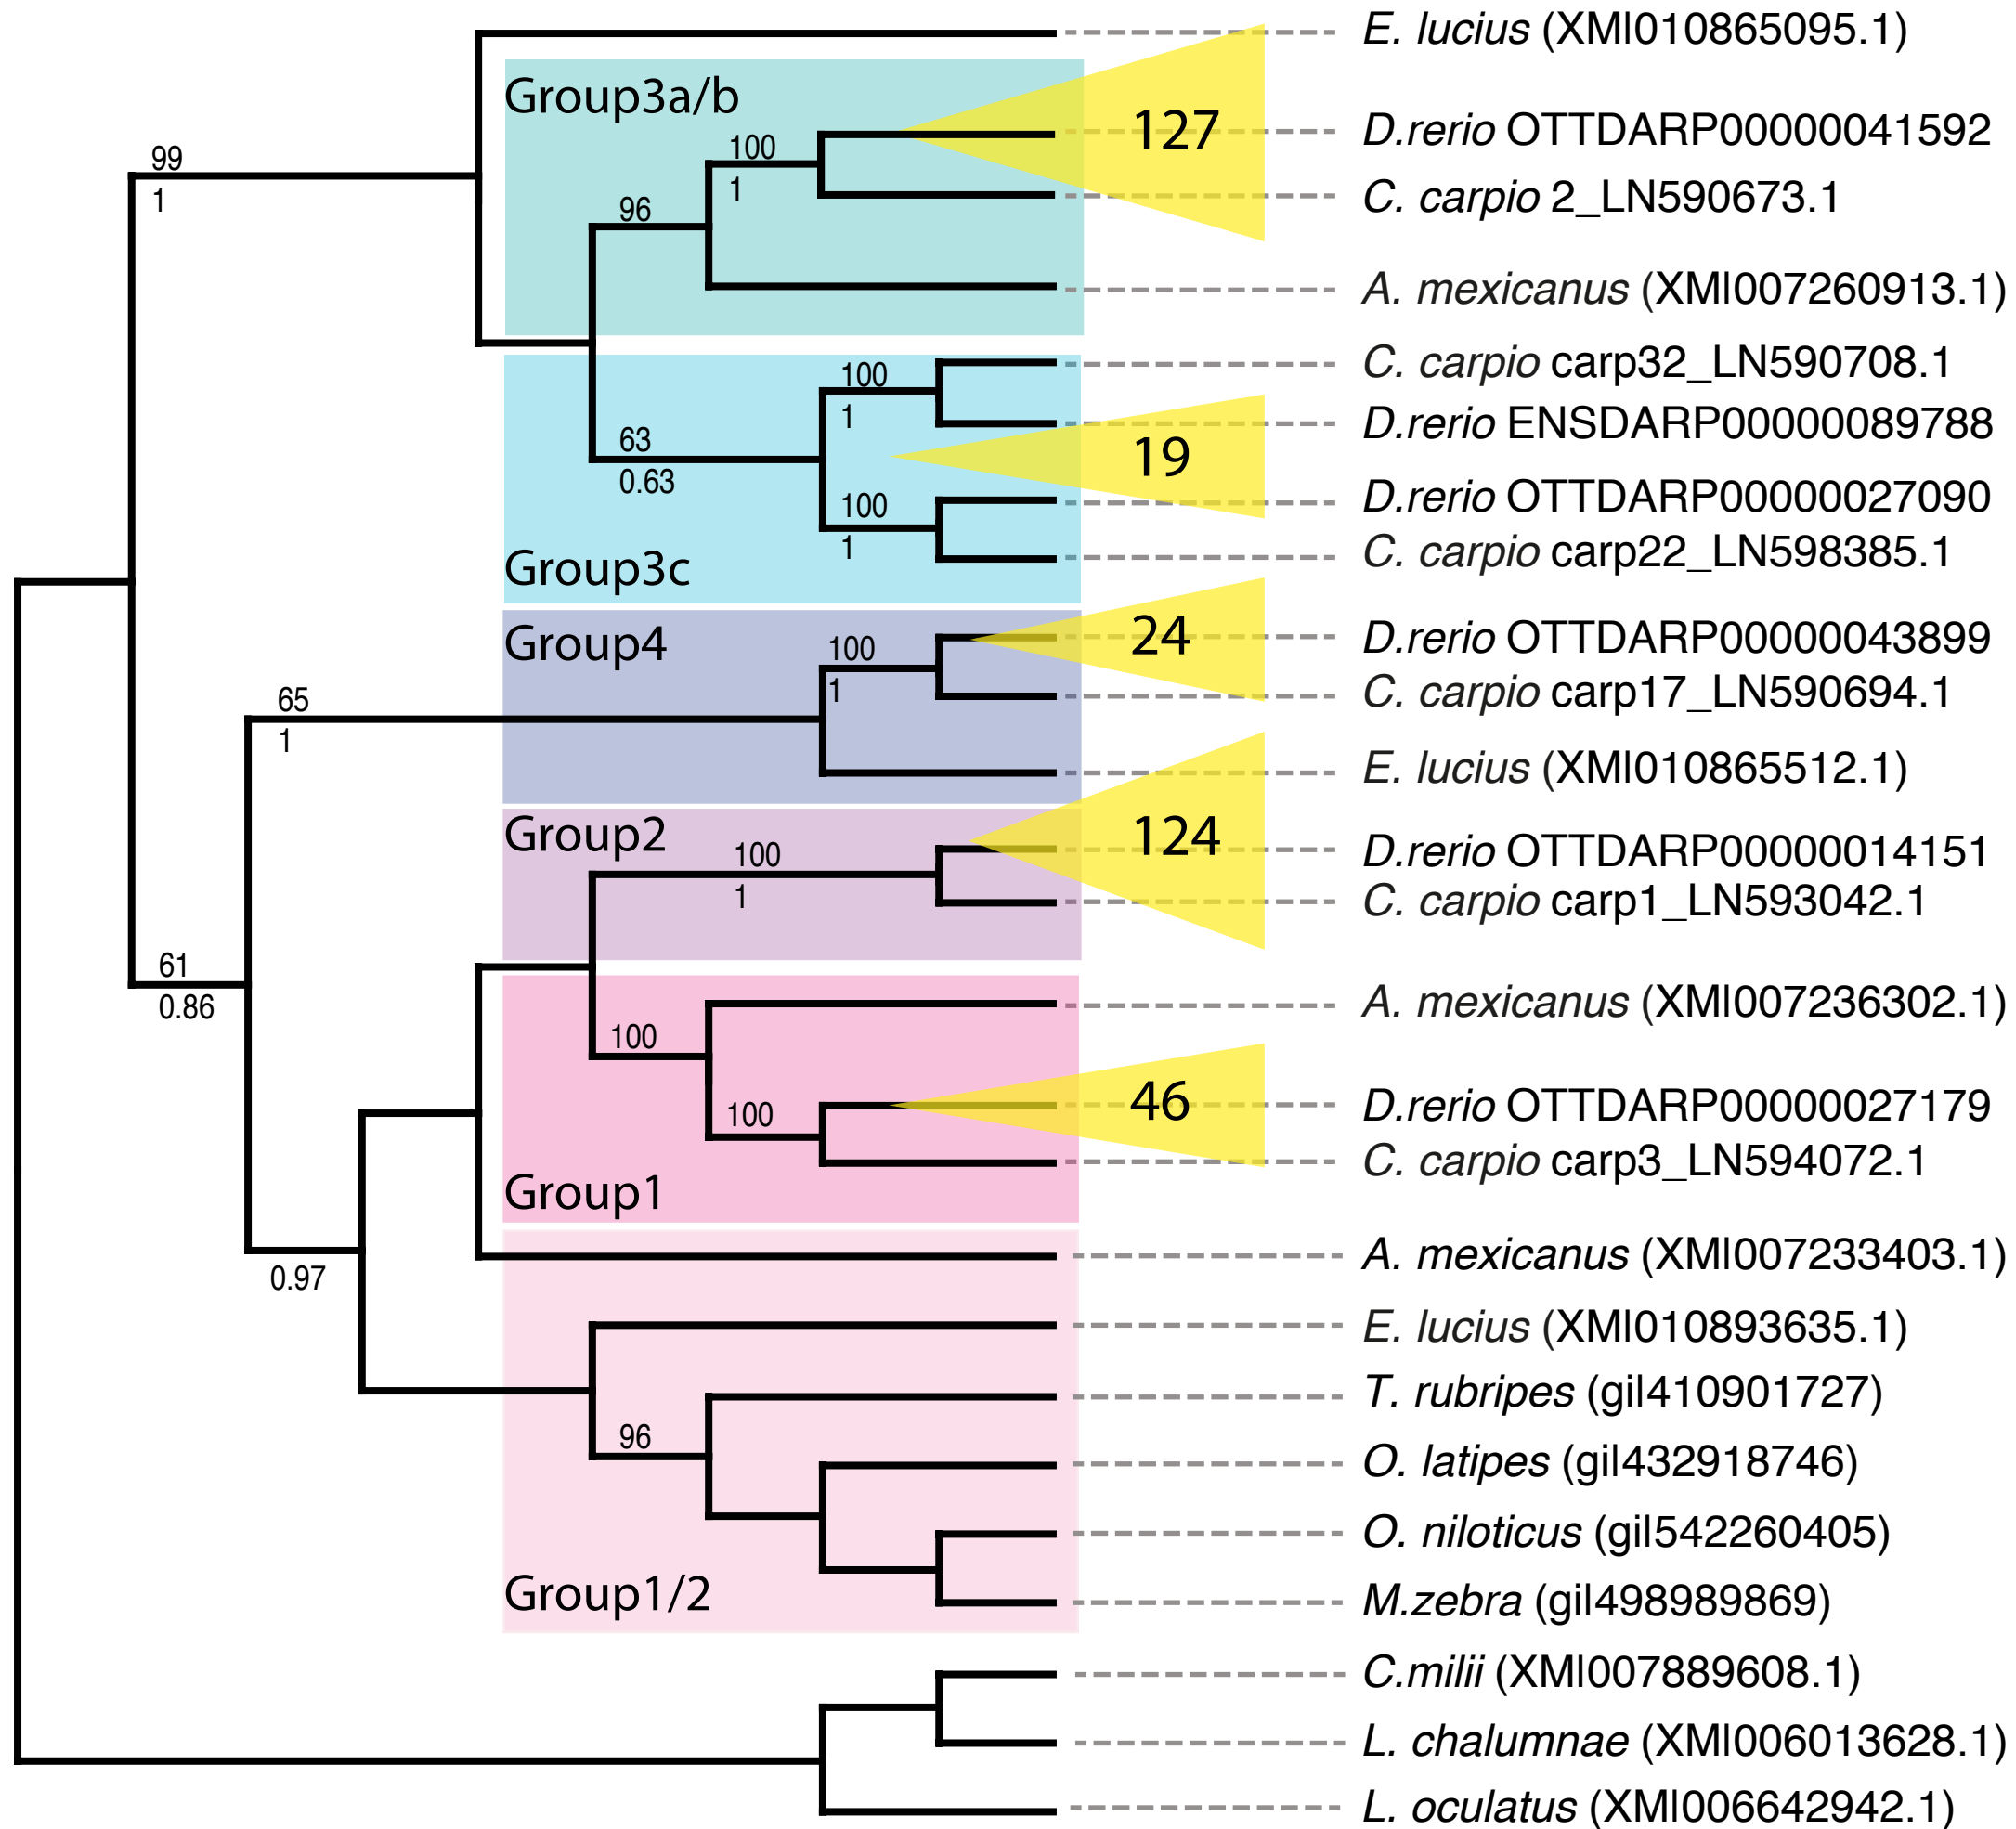 E. lucius (XM|010865095.1)
Group3a/b
127
D.rerio OTTDARP00000041592
100
1
99
1
C. carpio 2_LN590673.1
96
A. mexicanus (XM|007260913.1)
C. carpio carp32_LN590708.1
100
1
D.rerio ENSDARP00000089788
63
0.63
19
D.rerio OTTDARP00000027090
100
1
C. carpio carp22_LN598385.1
Group3c
Group4
24
D.rerio OTTDARP00000043899
100
1
C. carpio carp17_LN590694.1
65
1
E. lucius (XM|010865512.1)
Group2
124
D.rerio OTTDARP00000014151
100
1
C. carpio carp1_LN593042.1
61
0.86
A. mexicanus (XM|007236302.1)
100
46
D.rerio OTTDARP00000027179
100
C. carpio carp3_LN594072.1
Group1
A. mexicanus (XM|007233403.1)
0.97
E. lucius (XM|010893635.1)
T. rubripes (gi|410901727)
96
O. latipes (gi|432918746)
O. niloticus (gi|542260405)
Group1/2
M.zebra (gi|498989869)
C.milii (XM|007889608.1)
L. chalumnae (XM|006013628.1)
L. oculatus (XM|006642942.1)